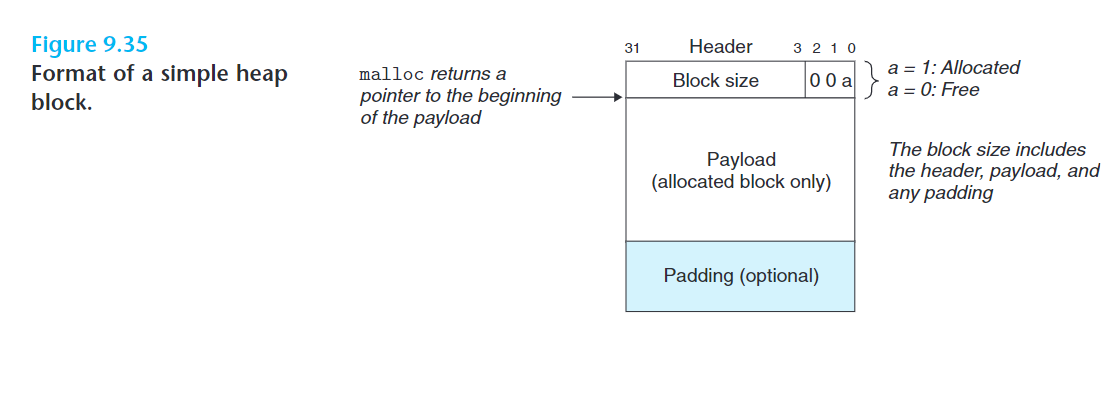 Figure 9.35
Format of a simple heap
block.
malloc returns a
pointer to the beginning
of the payload
31 Header 3 2 1 0
Block size 0 0 a
a = 1: Allocated
a = 0: Free
Payload
(allocated block only)
The block size includes
the header, payload, and
any padding
Padding (optional)